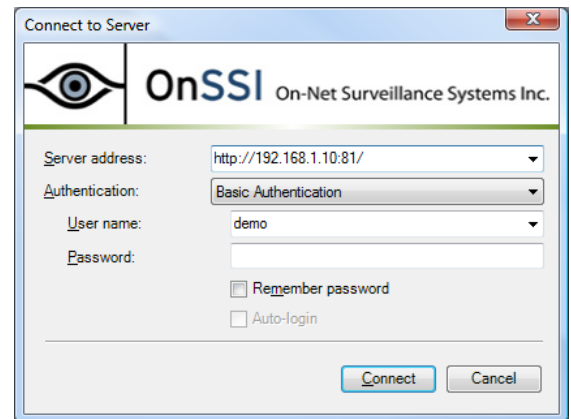 Connect to Server
OnSSI On-Net Surveillance Systems Inc.
Server address: http://192.168.1.10:81/
Authentication: Basic Authentication
User name: demo
Password:
Remember password
Auto-login
Connect Cancel